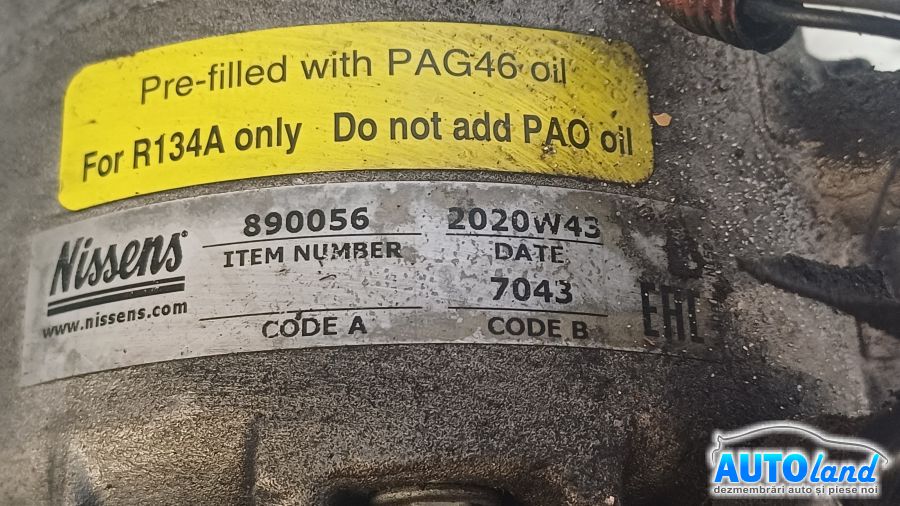 Pre-filled with PAG46 oil
For R134A only Do not add PAO oil
Nissens
www.nissens.com
890056
ITEM NUMBER
CODE A
2020W43
DATE
7043
CODE B
EAC
AUTOland
dezmembrări auto și piese noi